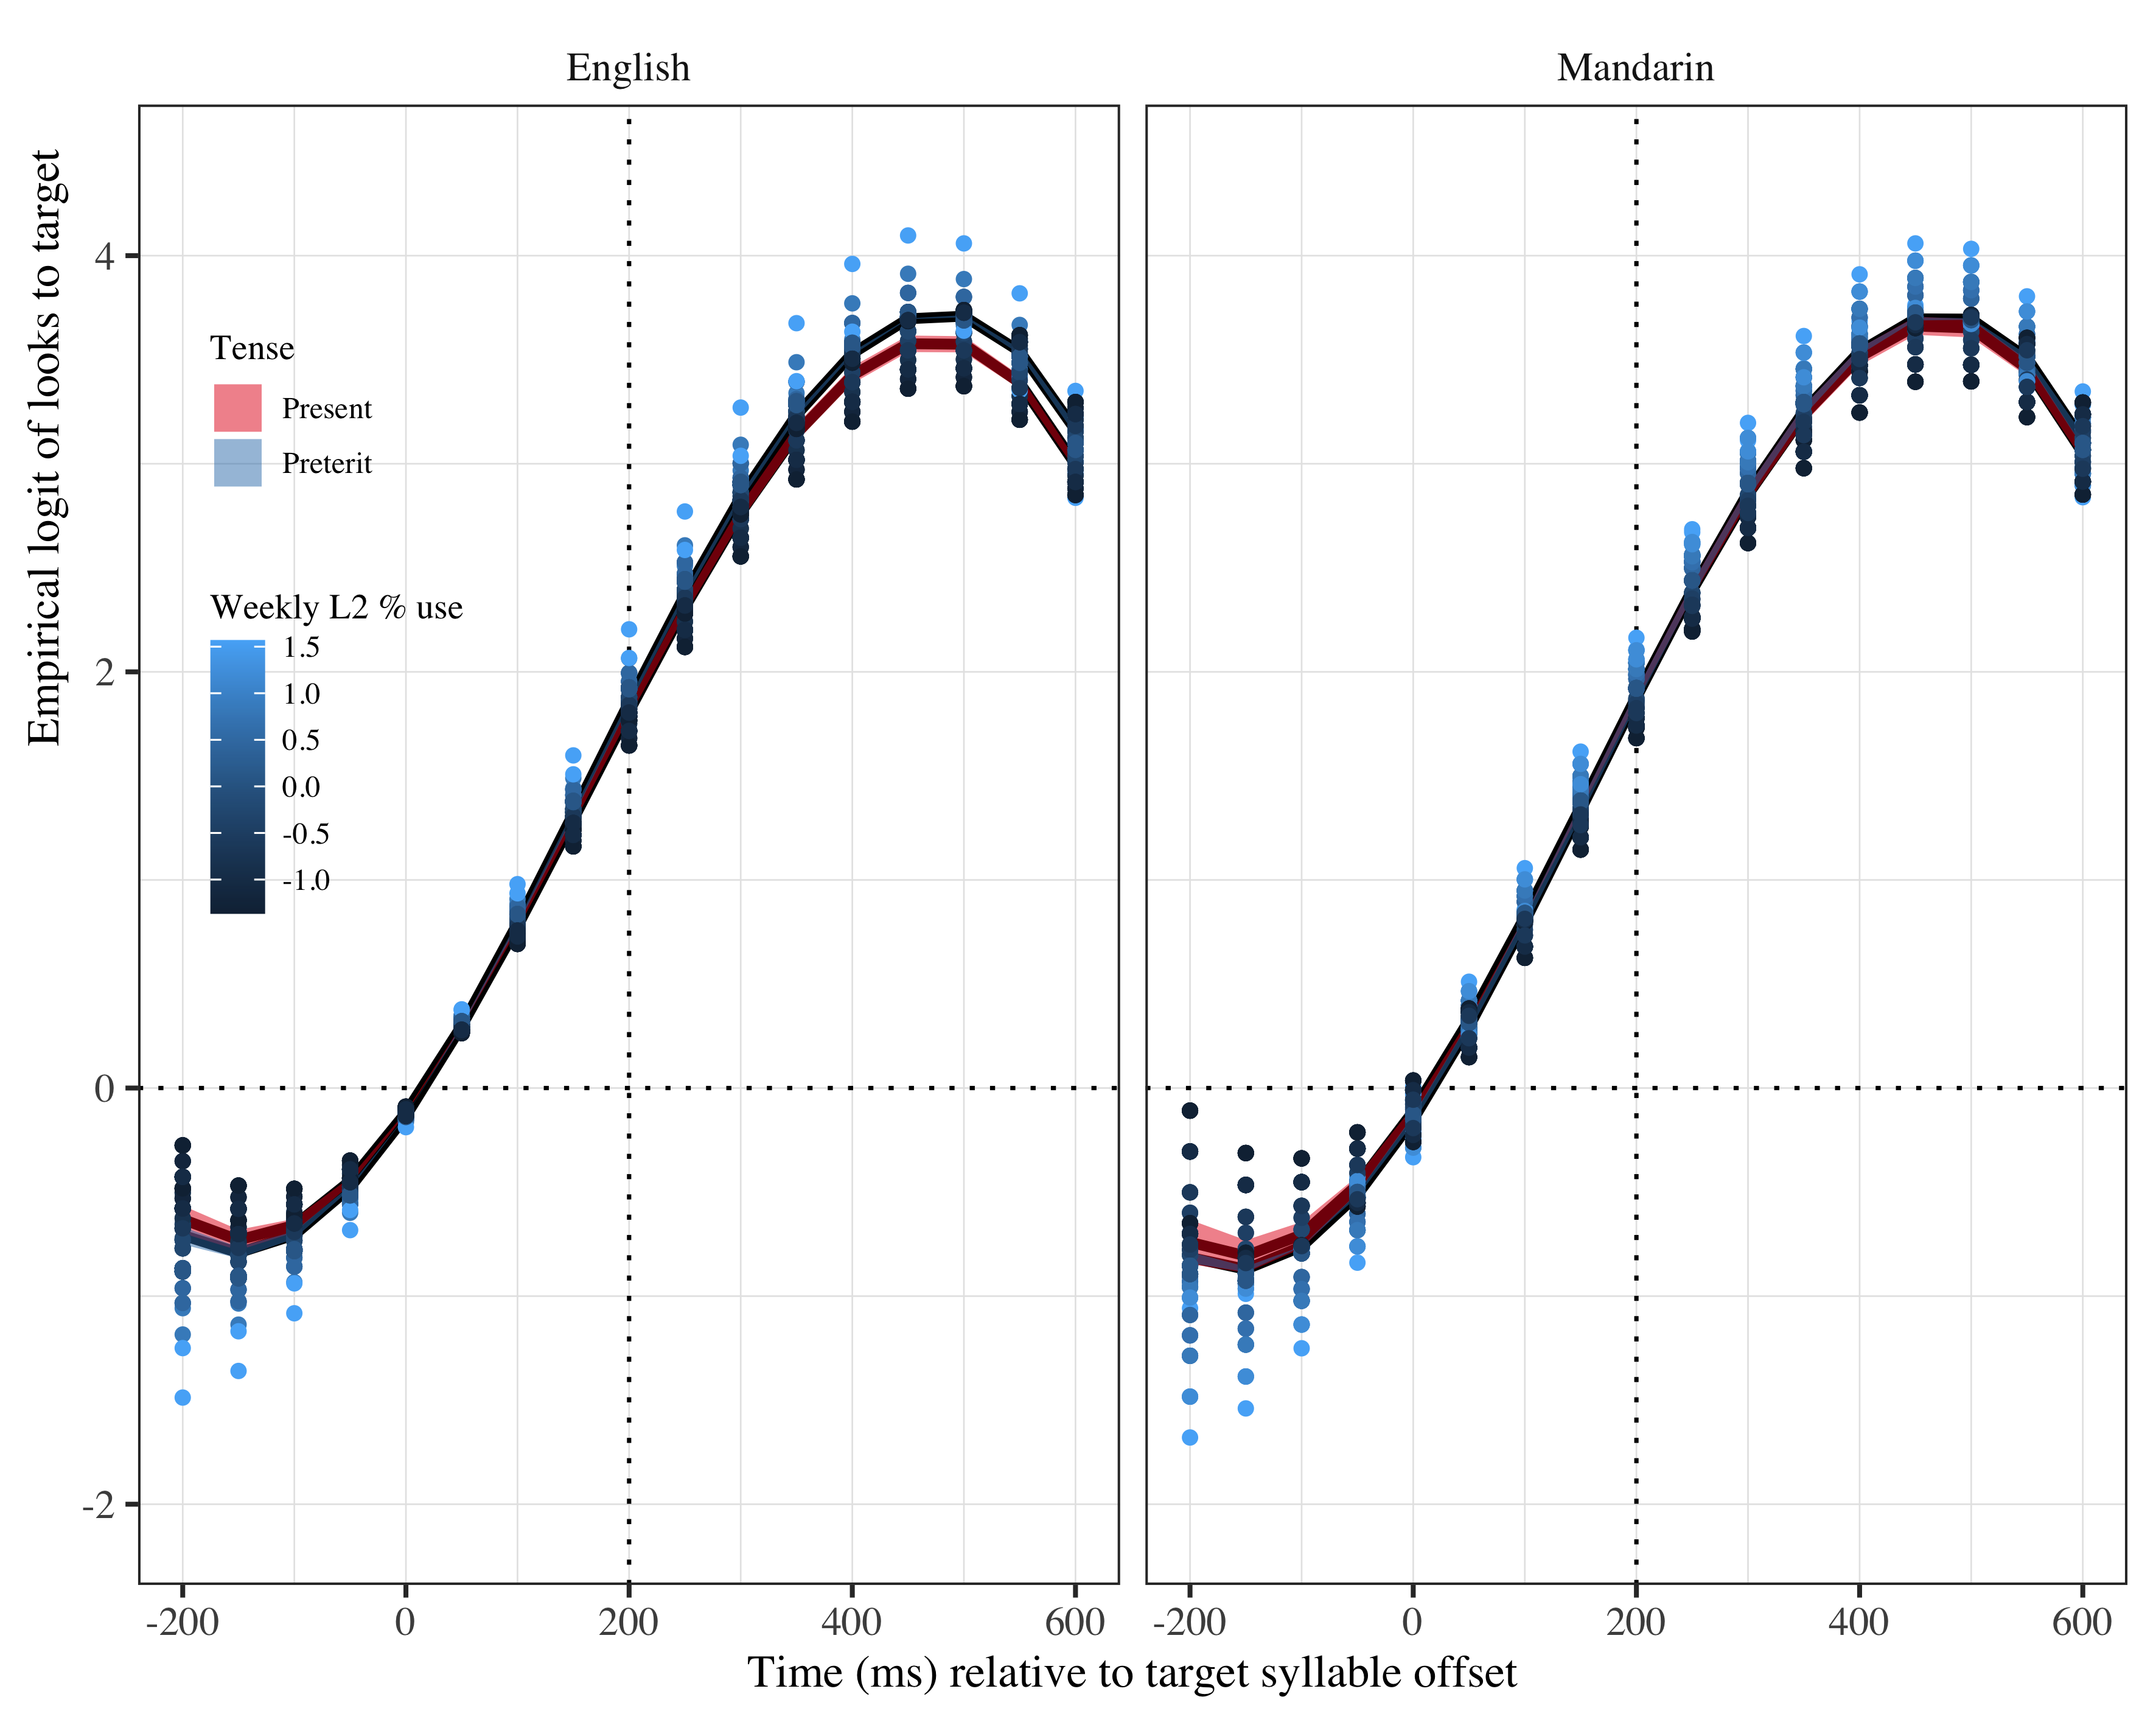 English
Mandarin
Empirical logit of looks to target
4
2
0
-2
Tense
Present
Preterit
Weekly L2 % use
1.5
1.0
0.5
0.0
-0.5
-1.0
-200
0
200
400
600
-200
0
200
400
600
Time (ms) relative to target syllable offset